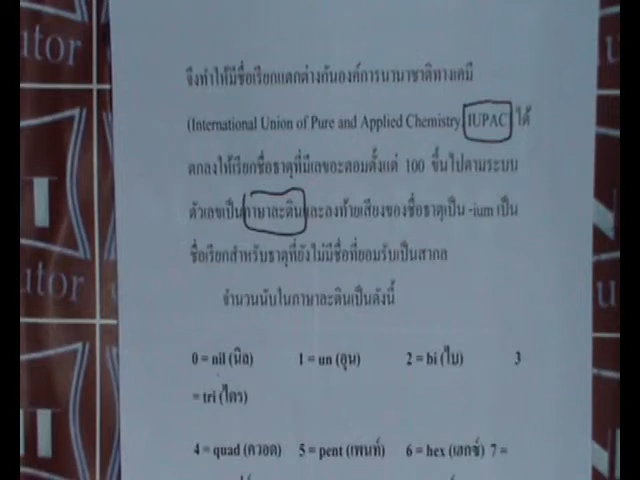 จึงทำให้มีชื่อเรียกแตกต่างกันองค์การนานาชาติทางเคมี
(International Union of Pure and Applied Chemistry IUPAC) ได้
ตกลงให้เรียกชื่อธาตุที่มีเลขอะตอมตั้งแต่ 100 ขึ้นไปตามระบบ
ตัวเลขเป็นภาษาละตินและลงท้ายเสียงของชื่อธาตุเป็น -ium เป็น
ชื่อเรียกสำหรับธาตุที่ยังไม่มีชื่อที่ยอมรับเป็นสากล
จำนวนนับในภาษาละตินเป็นดังนี้
0 = nil (นิล) 1 = un (อุน) 2 = bi (ไบ) 3
= tri (ไตร)
4 = quad (ควอด) 5 = pent (เพนท์) 6 = hex (เฮกซ์) 7 =
utor
utor